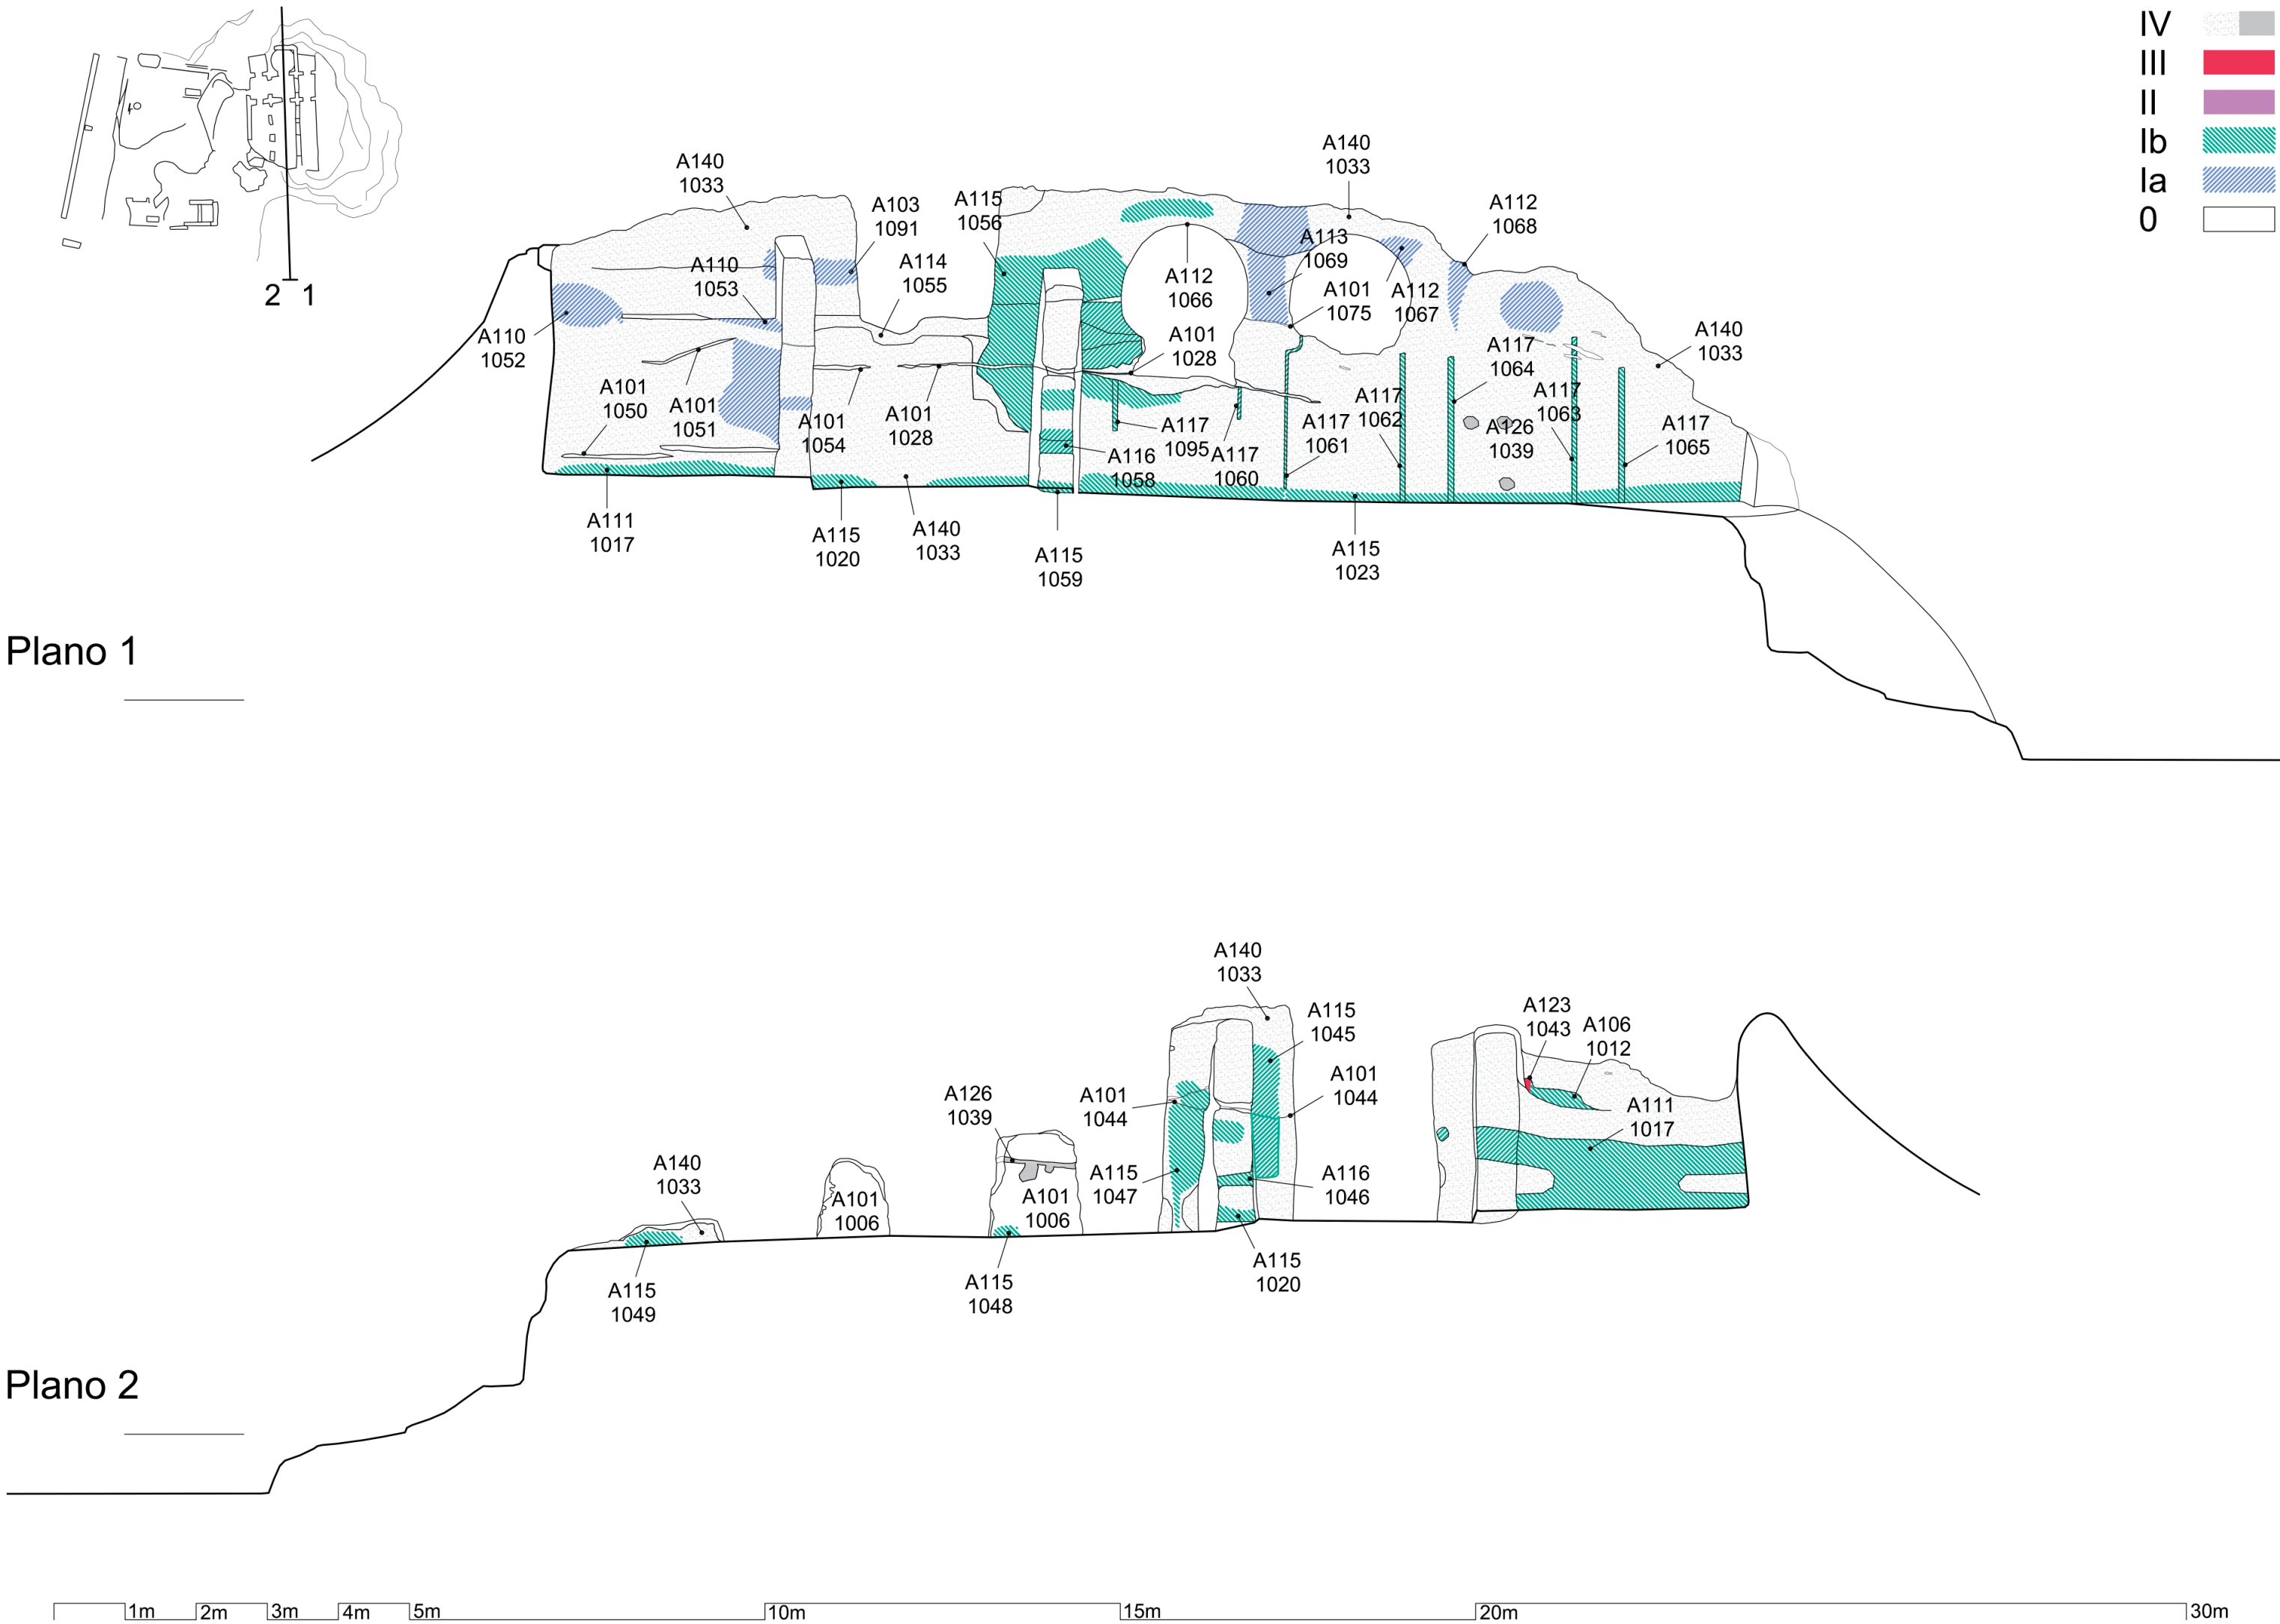 2 1
IV
III
II
Ib
Ia
0
A140
1033
A103
1091
A115
1056
A140
1033
A112
1068
A110
1053
A114
1055
A112
1066
A113
1069
A101
1075
A112
1067
A110
1052
A101
1028
A117
1064
A140
1033
A101
1050
A101
1051
A101
1054
A101
1028
A117
1062
A117
1063
A117
1095
A117
1060
A117
1061
A126
1039
A117
1065
A116
1058
A111
1017
A115
1020
A140
1033
A115
1059
A115
1023
Plano 1
A140
1033
A115
1045
A123
1043
A106
1012
A126
1039
A101
1044
A101
1044
A111
1017
A140
1033
A101
1006
A101
1006
A115
1047
A116
1046
A115
1049
A115
1048
A115
1020
Plano 2
1m 2m 3m 4m 5m 10m 15m 20m 30m